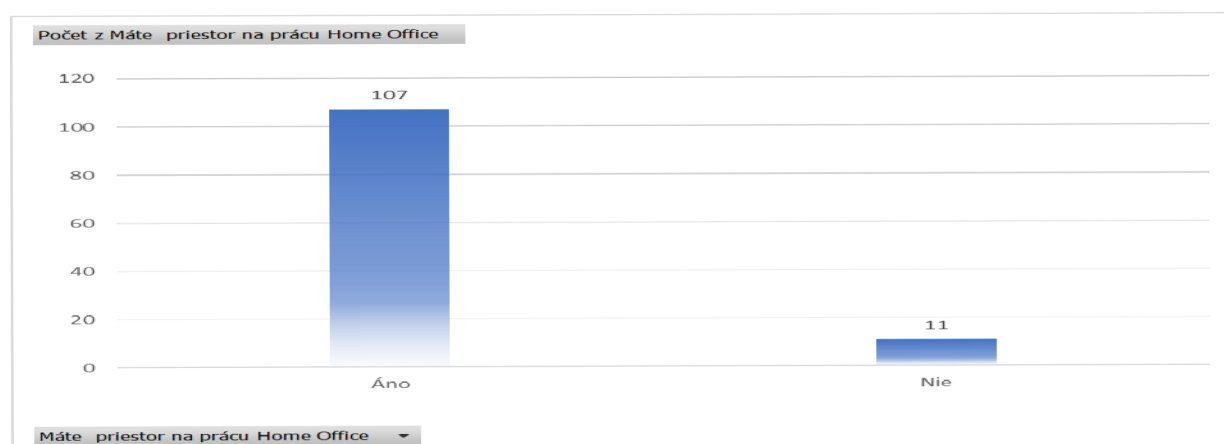 Počet z Máte  priestor na prácu Home Office
120
107
100
80
60
40
20
11
0
Áno
Nie
Máte  priestor na prácu Home Office